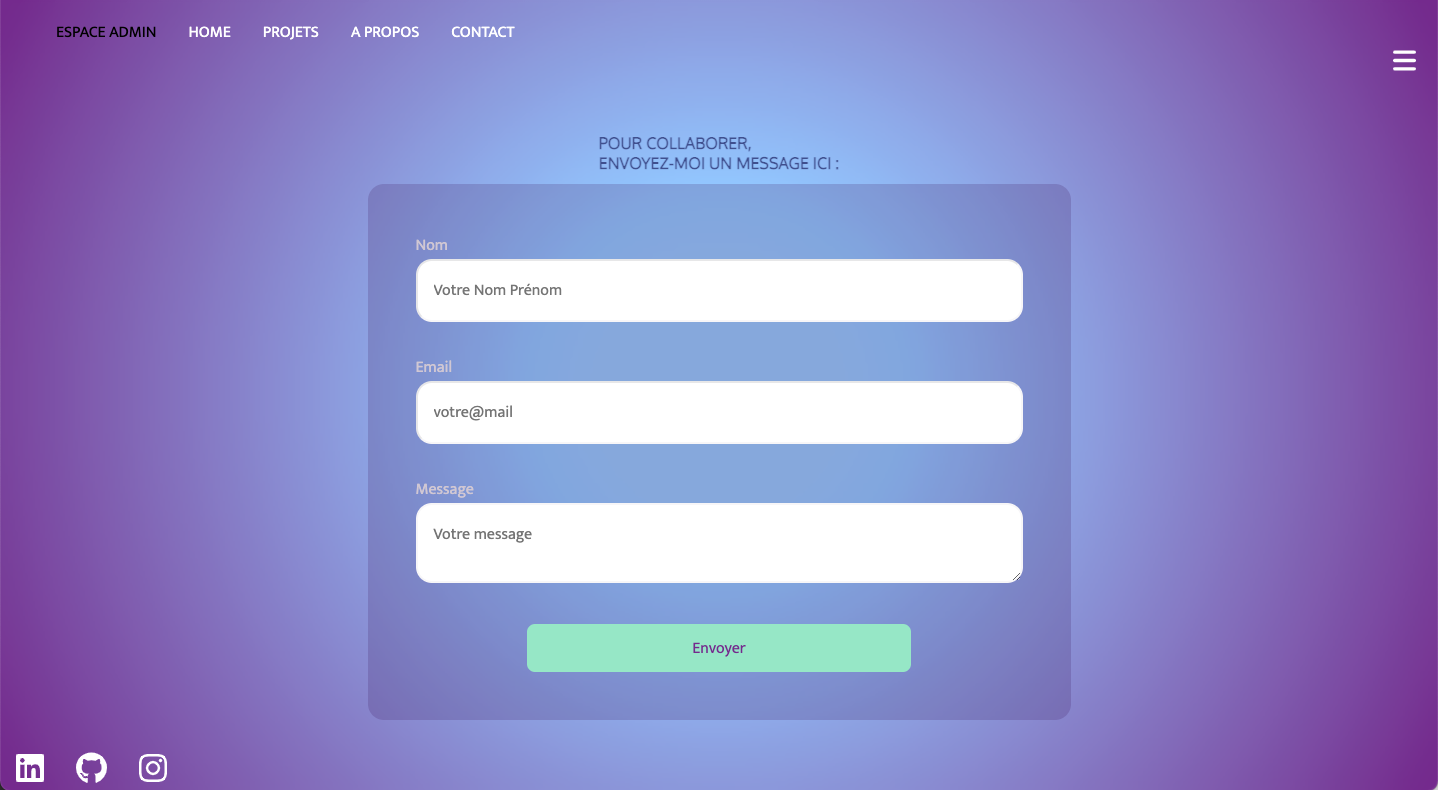 ESPACE ADMIN HOME PROJETS A PROPOS CONTACT
POUR COLLABORER,
ENVOYEZ-MOI UN MESSAGE ICI :
Nom
Votre Nom Prénom
Email
votre@mail
Message
Votre message
Envoyer
in